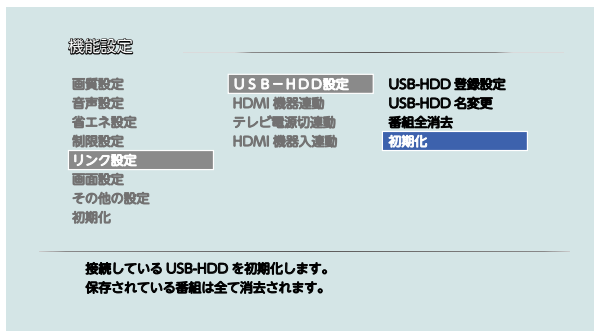 機能設定
画質設定
音声設定
省エネ設定
制限設定
リンク設定
画面設定
その他の設定
初期化
USB－HDD設定
HDMI 機器連動
テレビ電源切連動
HDMI 機器入連動
USB-HDD 登録設定
USB-HDD 名変更
番組全消去
初期化
接続している USB-HDD を初期化します。
保存されている番組は全て消去されます。